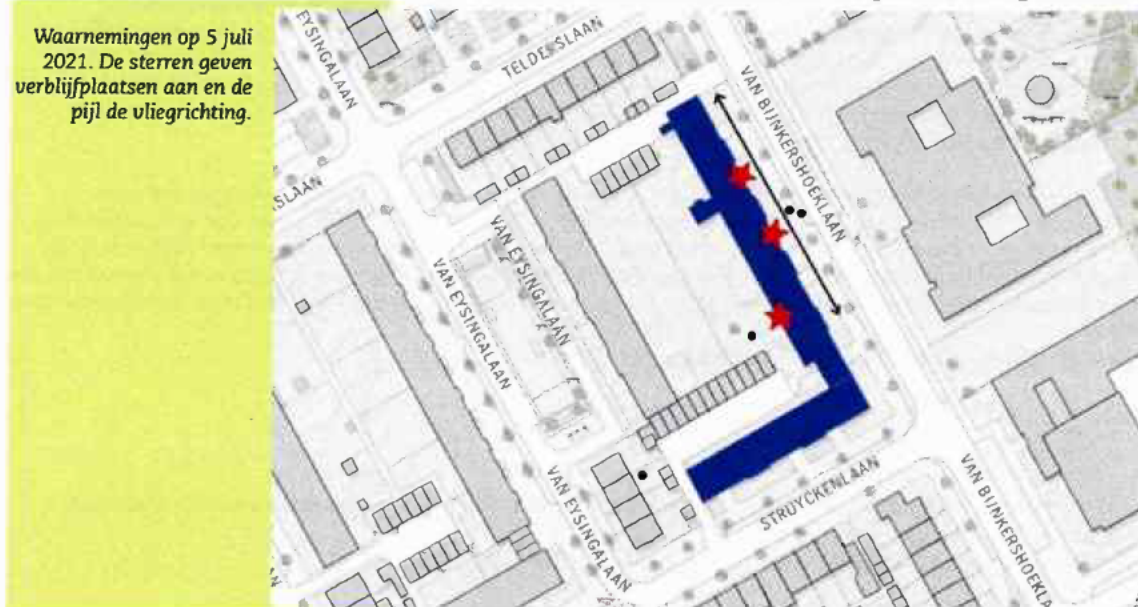 Waarnemingen op 5 juli
2021. De sterren geven
verblijfplaatsen aan en de
pijl de vliegrichting.
EYSINGALAAN
TELDERSLAAN
VAN BIJNKERSHOEKLAAN
SLAAN
VAN EYSINGALAAN
VAN EYSINGALAAN
VAN EYSINGALAAN
STRUYCKENLAAN
VAN BIJNKERSHOEKLA